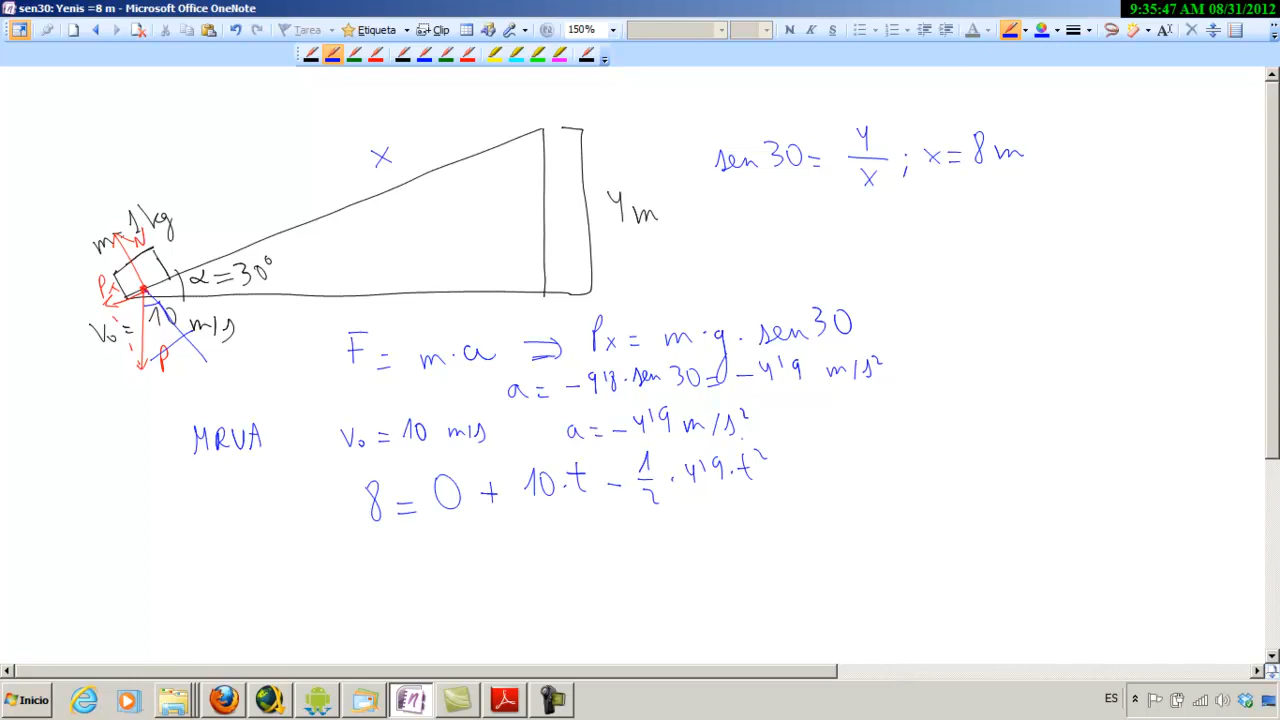 sen30: Yenis =8 m - Microsoft OneNote
9:35:47 AM 08/31/2012
Tarea
Etiqueta
Clip
150%
N K S
x
sen 30 = 4/x ; x = 8 m
m = 1 kg
N
4 m
Px
α = 30°
V₀ = 10 m/s
P
F = m·a ⇒ Px = m·g·sen 30
a = -9'8·sen 30 = -4'9 m/s²
MRVA V₀ = 10 m/s a = -4'9 m/s²
8 = 0 + 10·t - 1/2·4'9·t²
Inicio
ES